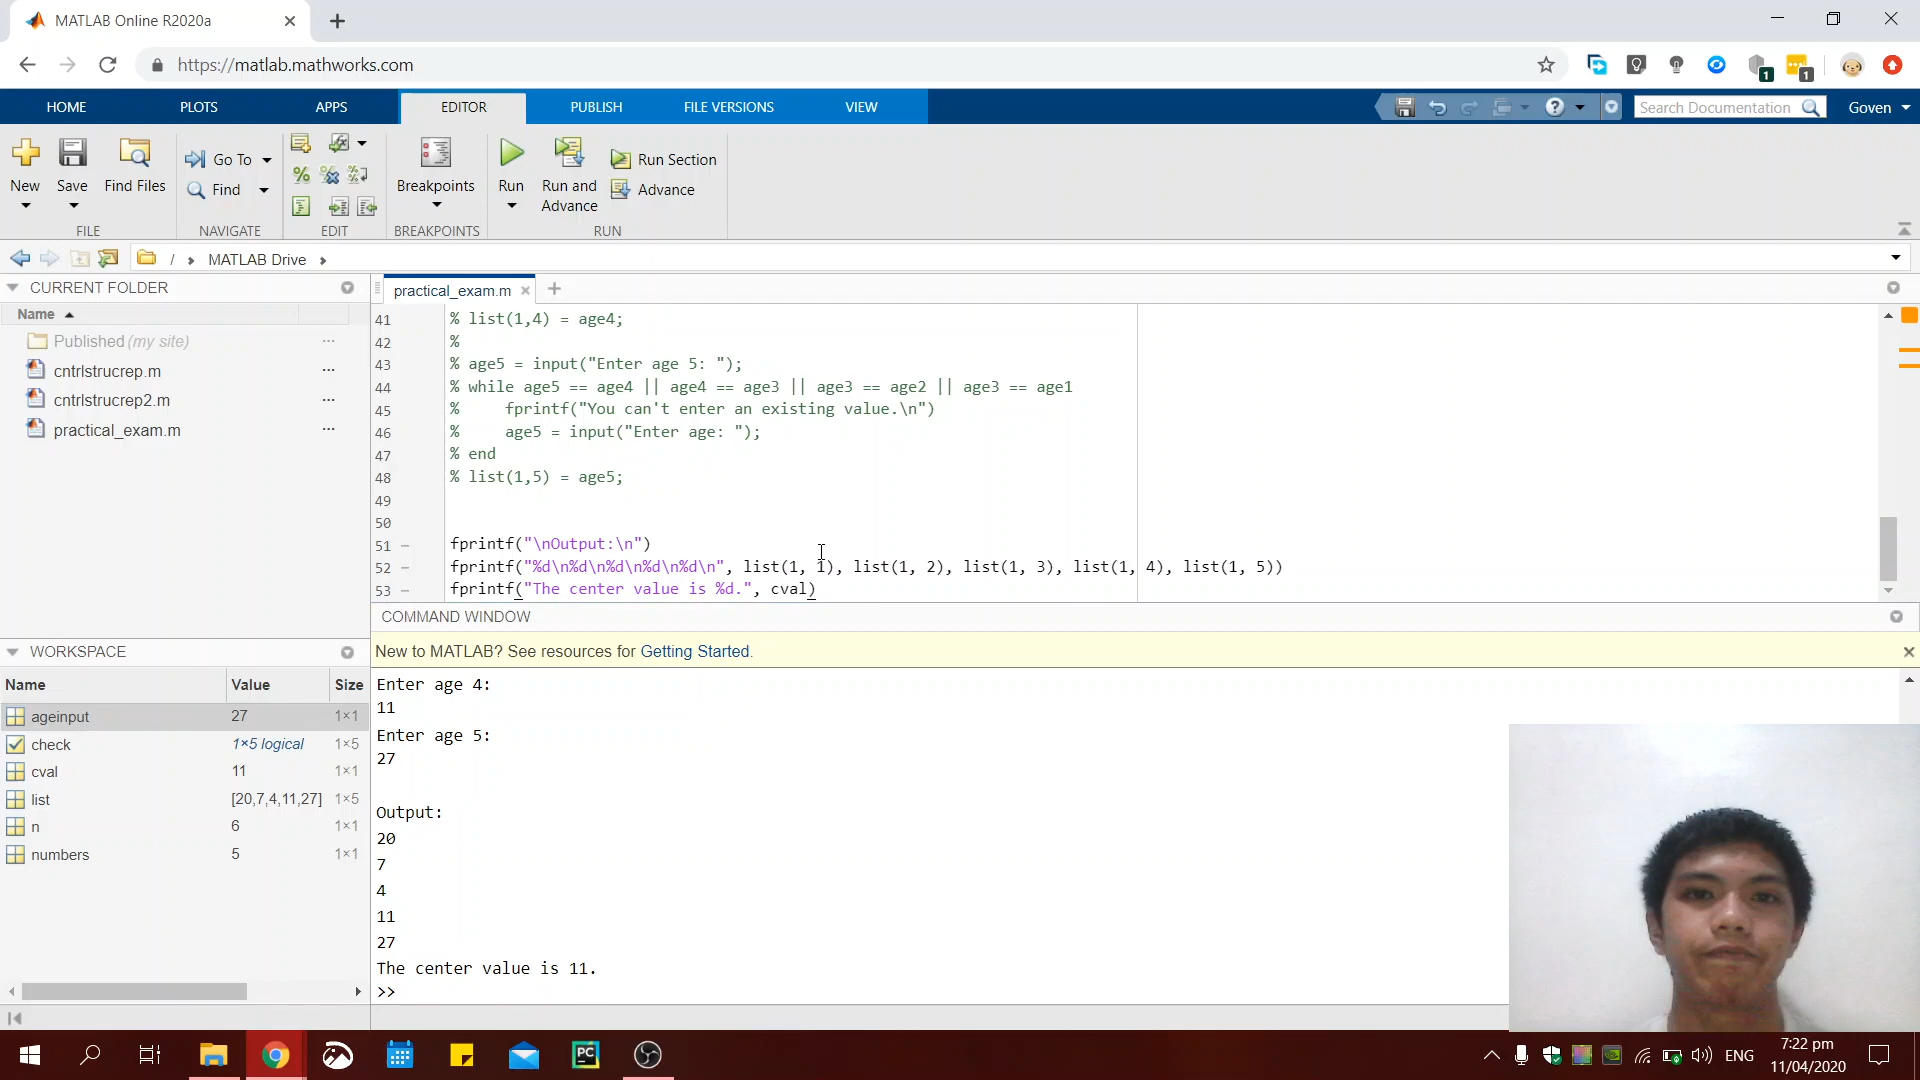 MATLAB Online R2020a
https://matlab.mathworks.com
1
1
HOME PLOTS APPS EDITOR PUBLISH FILE VERSIONS VIEW
Search Documentation
Goven
New Save Find Files
Go To
Find
Breakpoints
Run Run and Advance
Run Section
Advance
FILE NAVIGATE EDIT BREAKPOINTS RUN
/ MATLAB Drive
CURRENT FOLDER
Name
Published (my site)
cntrlstrucrep.m
cntrlstrucrep2.m
practical_exam.m
practical_exam.m
41 % list(1,4) = age4;
42 %
43 % age5 = input("Enter age 5: ");
44 % while age5 == age4 || age4 == age3 || age3 == age2 || age3 == age1
45 % fprintf("You can't enter an existing value.\n")
46 % age5 = input("Enter age: ");
47 % end
48 % list(1,5) = age5;
49
50
51 – fprintf("\nOutput:\n")
52 – fprintf("%d\n%d\n%d\n%d\n%d\n", list(1, 1), list(1, 2), list(1, 3), list(1, 4), list(1, 5))
53 – fprintf("The center value is %d.", cval)
WORKSPACE
Name Value Size
ageinput 27 1×1
check 1×5 logical 1×5
cval 11 1×1
list [20,7,4,11,27] 1×5
n 6 1×1
numbers 5 1×1
COMMAND WINDOW
New to MATLAB? See resources for Getting Started.
Enter age 4:
11
Enter age 5:
27
Output:
20
7
4
11
27
The center value is 11.
>>
PC
ENG
7:22 pm
11/04/2020